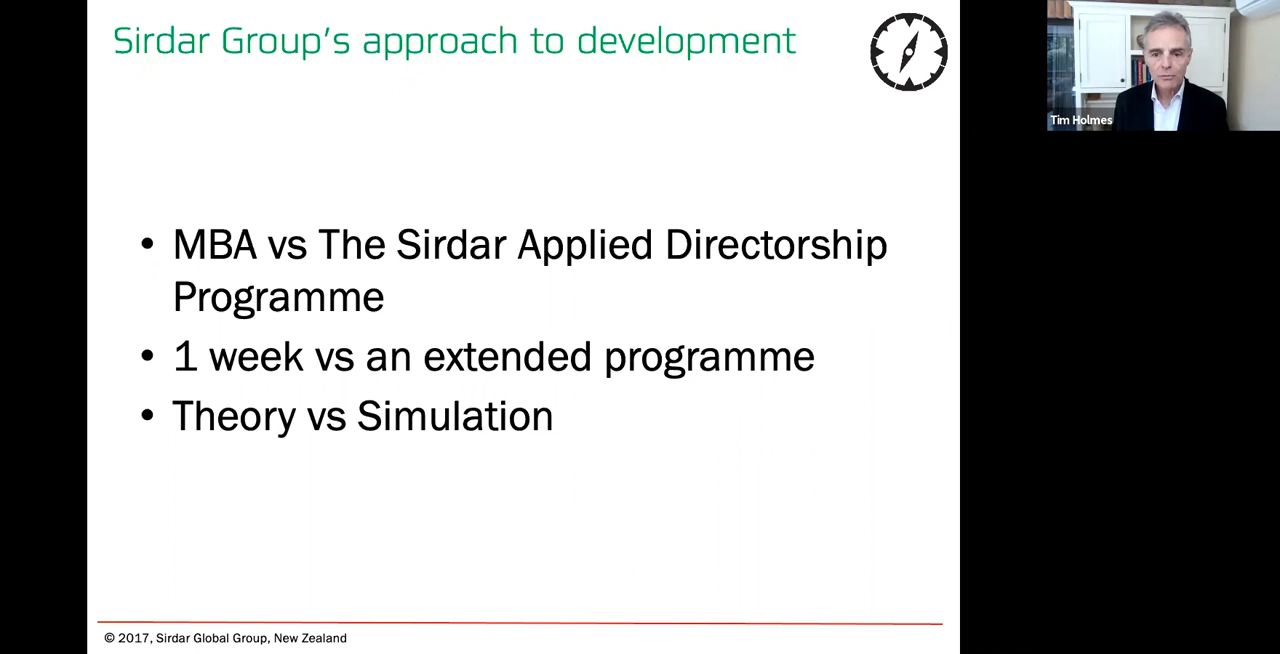 Sirdar Group's approach to development
Tim Holmes
• MBA vs The Sirdar Applied Directorship
Programme
• 1 week vs an extended programme
• Theory vs Simulation
© 2017, Sirdar Global Group, New Zealand